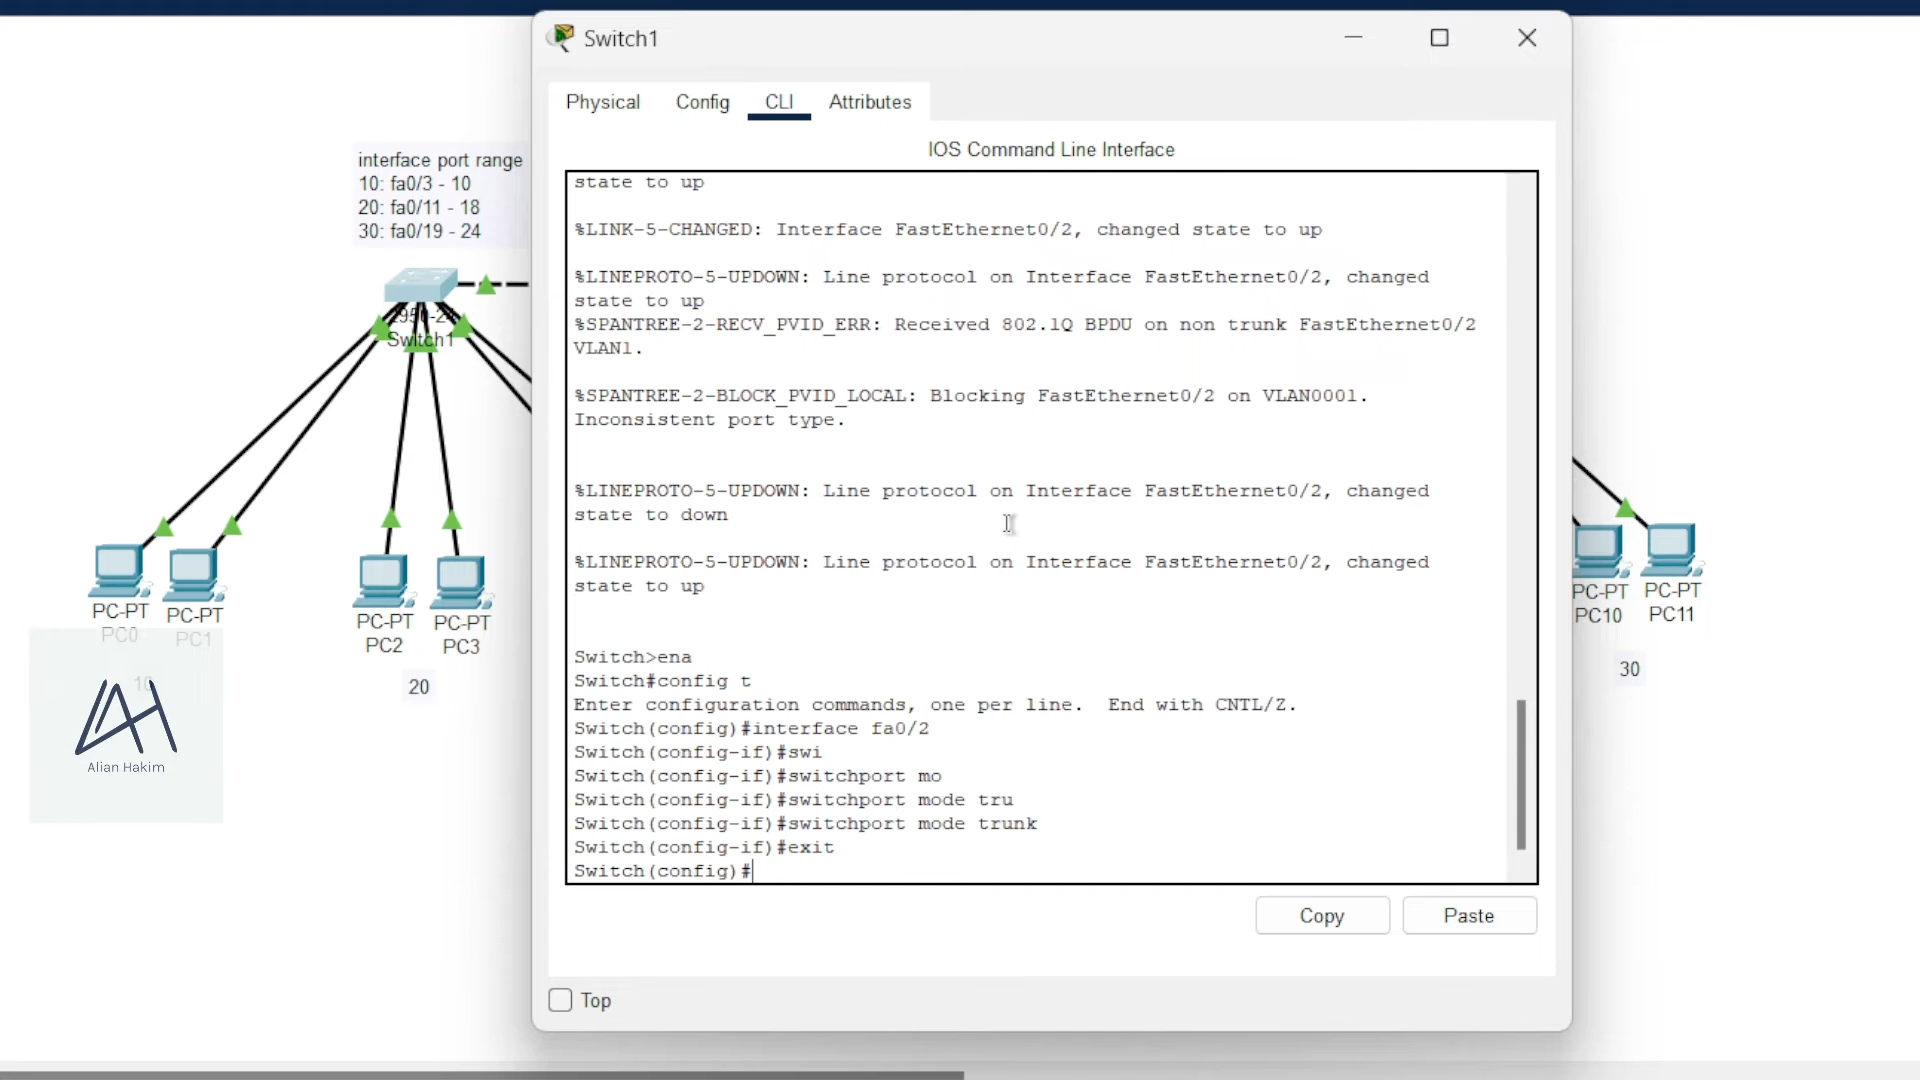 Switch1
Physical
Config
CLI
Attributes
IOS Command Line Interface
interface port range
10: fa0/3 - 10
20: fa0/11 - 18
30: fa0/19 - 24
Switch1
state to up
%LINK-5-CHANGED: Interface FastEthernet0/2, changed state to up
%LINEPROTO-5-UPDOWN: Line protocol on Interface FastEthernet0/2, changed
state to up
%SPANTREE-2-RECV_PVID_ERR: Received 802.1Q BPDU on non trunk FastEthernet0/2
VLAN1.
%SPANTREE-2-BLOCK_PVID_LOCAL: Blocking FastEthernet0/2 on VLAN0001.
Inconsistent port type.
%LINEPROTO-5-UPDOWN: Line protocol on Interface FastEthernet0/2, changed
state to down
%LINEPROTO-5-UPDOWN: Line protocol on Interface FastEthernet0/2, changed
state to up
Switch>ena
Switch#config t
Enter configuration commands, one per line.  End with CNTL/Z.
Switch(config)#interface fa0/2
Switch(config-if)#swi
Switch(config-if)#switchport mo
Switch(config-if)#switchport mode tru
Switch(config-if)#switchport mode trunk
Switch(config-if)#exit
Switch(config)#
Copy
Paste
Top
PC-PT
PC0
PC-PT
PC1
10
PC-PT
PC2
PC-PT
PC3
20
PC-PT
PC10
PC-PT
PC11
30
Alian Hakim